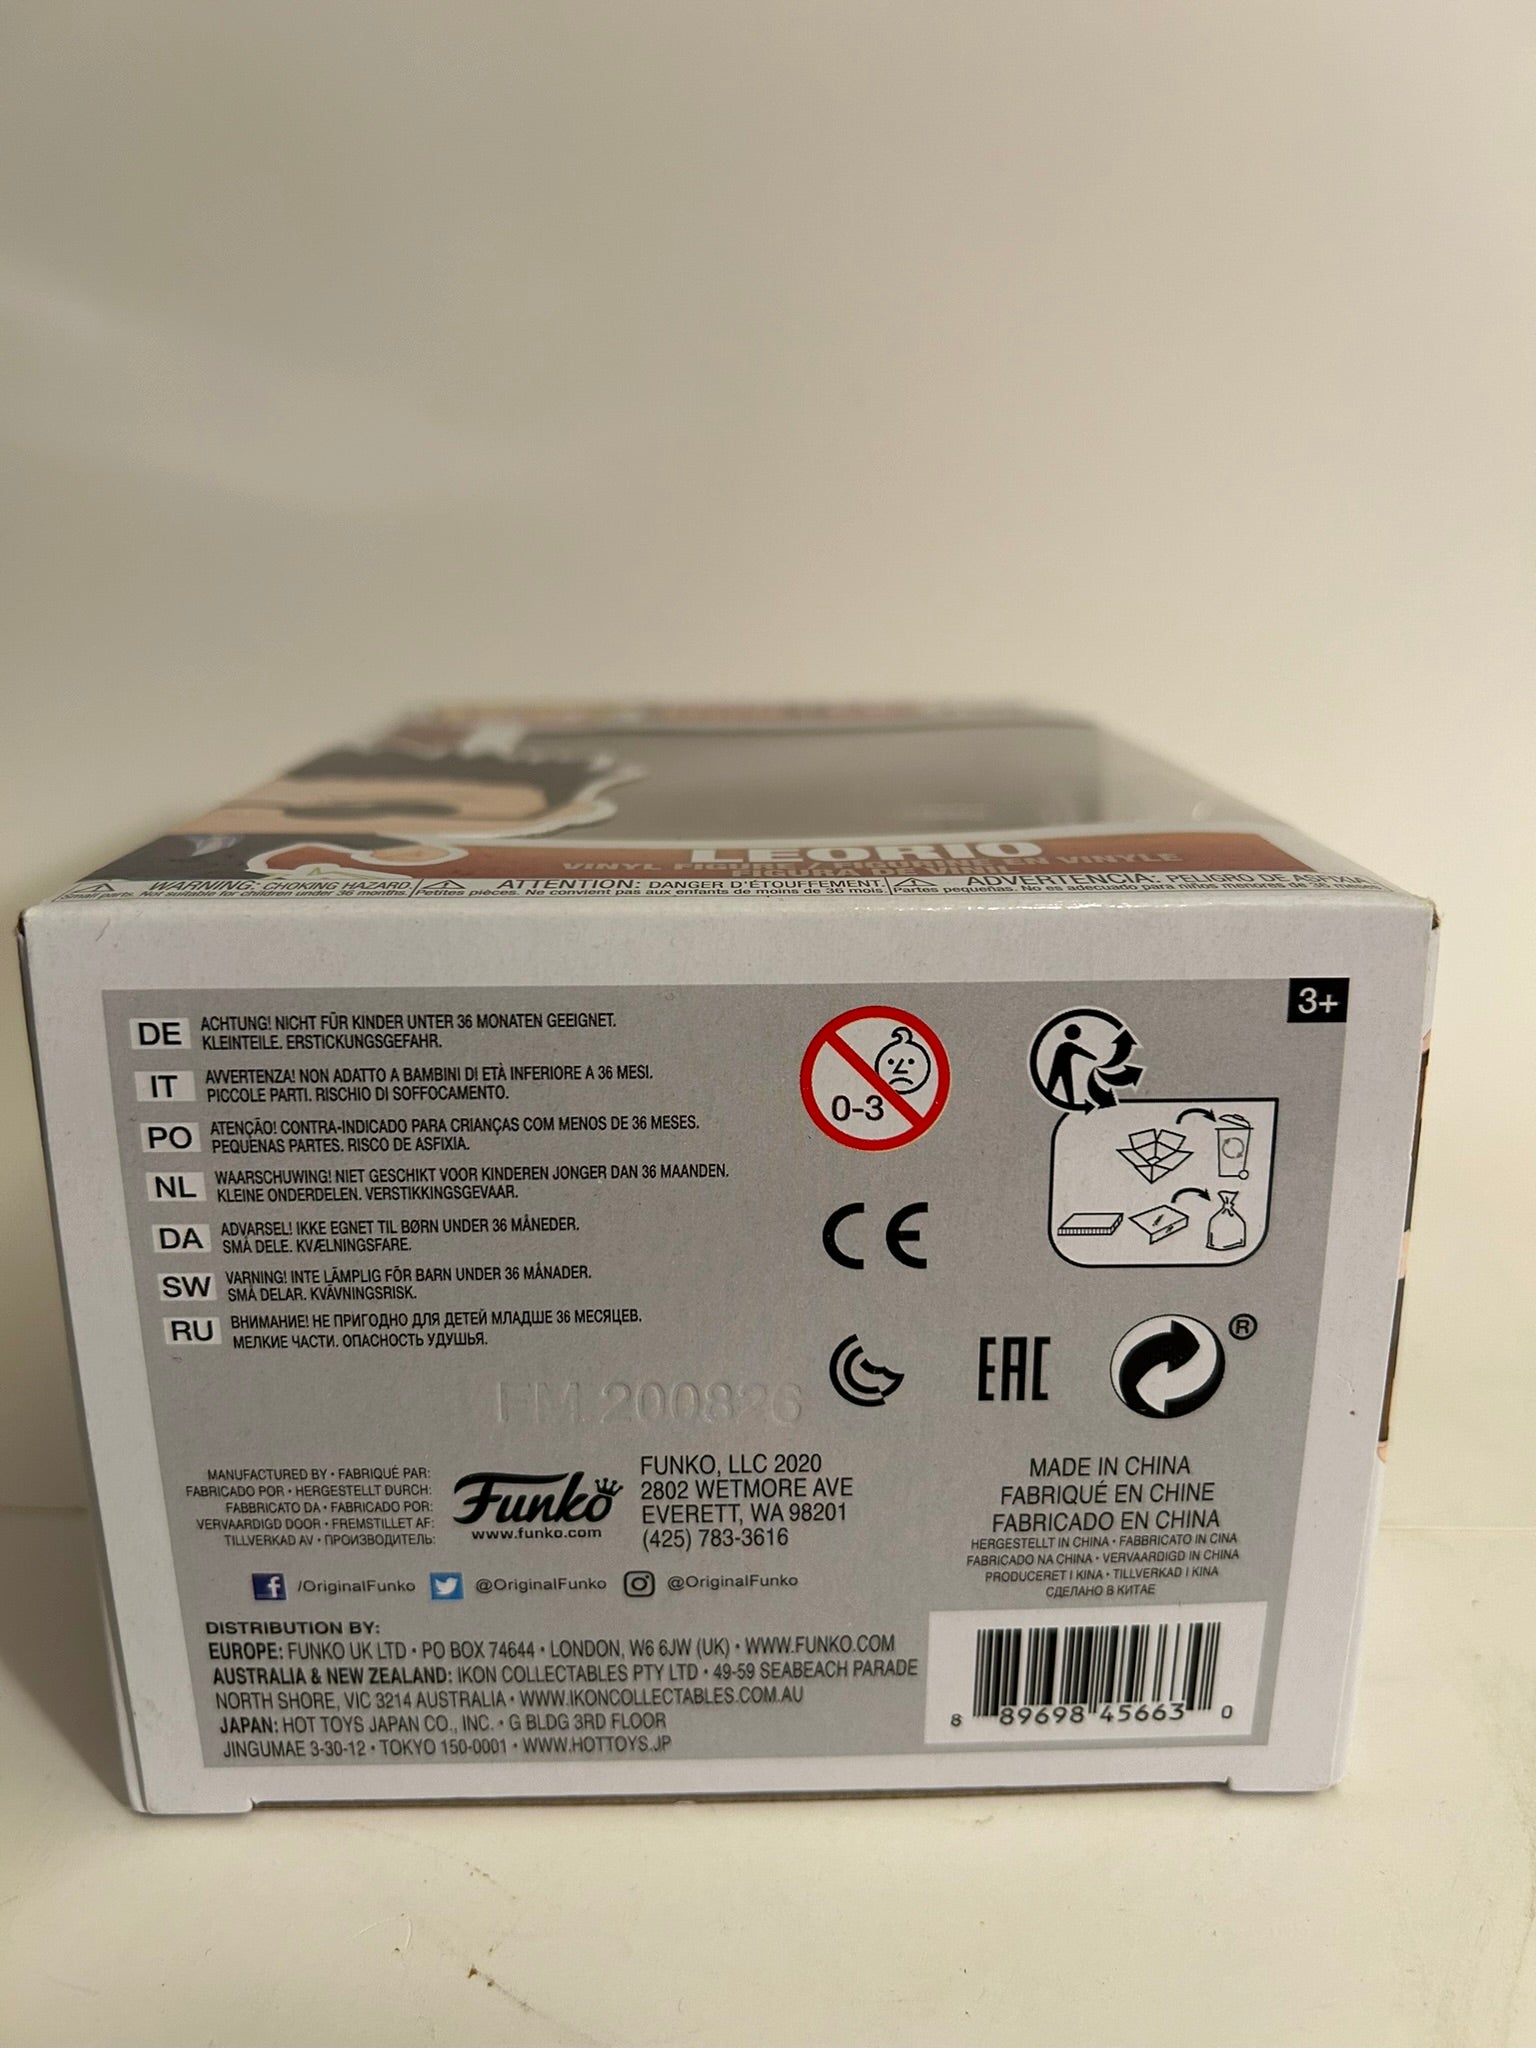 LEORIO
VINYL FIGURE / FIGURINE EN VINYLE
FIGURA DE VINIL
WARNING: CHOKING HAZARD.
Small parts. Not suitable for children under 36 months.
ATTENTION: DANGER D'ÉTOUFFEMENT.
Petites pièces. Ne convient pas aux enfants de moins de 36 mois.
ADVERTENCIA: PELIGRO DE ASFIXIA.
Partes pequeñas. No es adecuado para niños menores de 36 meses
3+
DE ACHTUNG! NICHT FÜR KINDER UNTER 36 MONATEN GEEIGNET.
KLEINTEILE. ERSTICKUNGSGEFAHR.
IT AVVERTENZA! NON ADATTO A BAMBINI DI ETÀ INFERIORE A 36 MESI.
PICCOLE PARTI. RISCHIO DI SOFFOCAMENTO.
PO ATENÇÃO! CONTRA-INDICADO PARA CRIANÇAS COM MENOS DE 36 MESES.
PEQUENAS PARTES. RISCO DE ASFIXIA.
NL WAARSCHUWING! NIET GESCHIKT VOOR KINDEREN JONGER DAN 36 MAANDEN.
KLEINE ONDERDELEN. VERSTIKKINGSGEVAAR.
DA ADVARSEL! IKKE EGNET TIL BØRN UNDER 36 MÅNEDER.
SMÅ DELE. KVÆLNINGSFARE.
SW VARNING! INTE LÄMPLIG FÖR BARN UNDER 36 MÅNADER.
SMÅ DELAR. KVÄVNINGSRISK.
RU ВНИМАНИЕ! НЕ ПРИГОДНО ДЛЯ ДЕТЕЙ МЛАДШЕ 36 МЕСЯЦЕВ.
МЕЛКИЕ ЧАСТИ. ОПАСНОСТЬ УДУШЬЯ.
0-3
CE
EAC
®
200826
MANUFACTURED BY • FABRIQUÉ PAR:
FABRICADO POR • HERGESTELLT DURCH:
FABBRICATO DA • FABRICADO POR:
VERVAARDIGD DOOR • FREMSTILLET AF:
TILLVERKAD AV • ПРОИЗВОДИТЕЛЬ:
Funko
www.funko.com
FUNKO, LLC 2020
2802 WETMORE AVE
EVERETT, WA 98201
(425) 783-3616
MADE IN CHINA
FABRIQUÉ EN CHINE
FABRICADO EN CHINA
HERGESTELLT IN CHINA • FABBRICATO IN CINA
FABRICADO NA CHINA • VERVAARDIGD IN CHINA
PRODUCERET I KINA • TILLVERKAD I KINA
СДЕЛАНО В КИТАЕ
/OriginalFunko @OriginalFunko @OriginalFunko
DISTRIBUTION BY:
EUROPE: FUNKO UK LTD • PO BOX 74644 • LONDON, W6 6JW (UK) • WWW.FUNKO.COM
AUSTRALIA & NEW ZEALAND: IKON COLLECTABLES PTY LTD • 49-59 SEABEACH PARADE
NORTH SHORE, VIC 3214 AUSTRALIA • WWW.IKONCOLLECTABLES.COM.AU
JAPAN: HOT TOYS JAPAN CO., INC. • G BLDG 3RD FLOOR
JINGUMAE 3-30-12 • TOKYO 150-0001 • WWW.HOTTOYS.JP
8 89698 45663 0